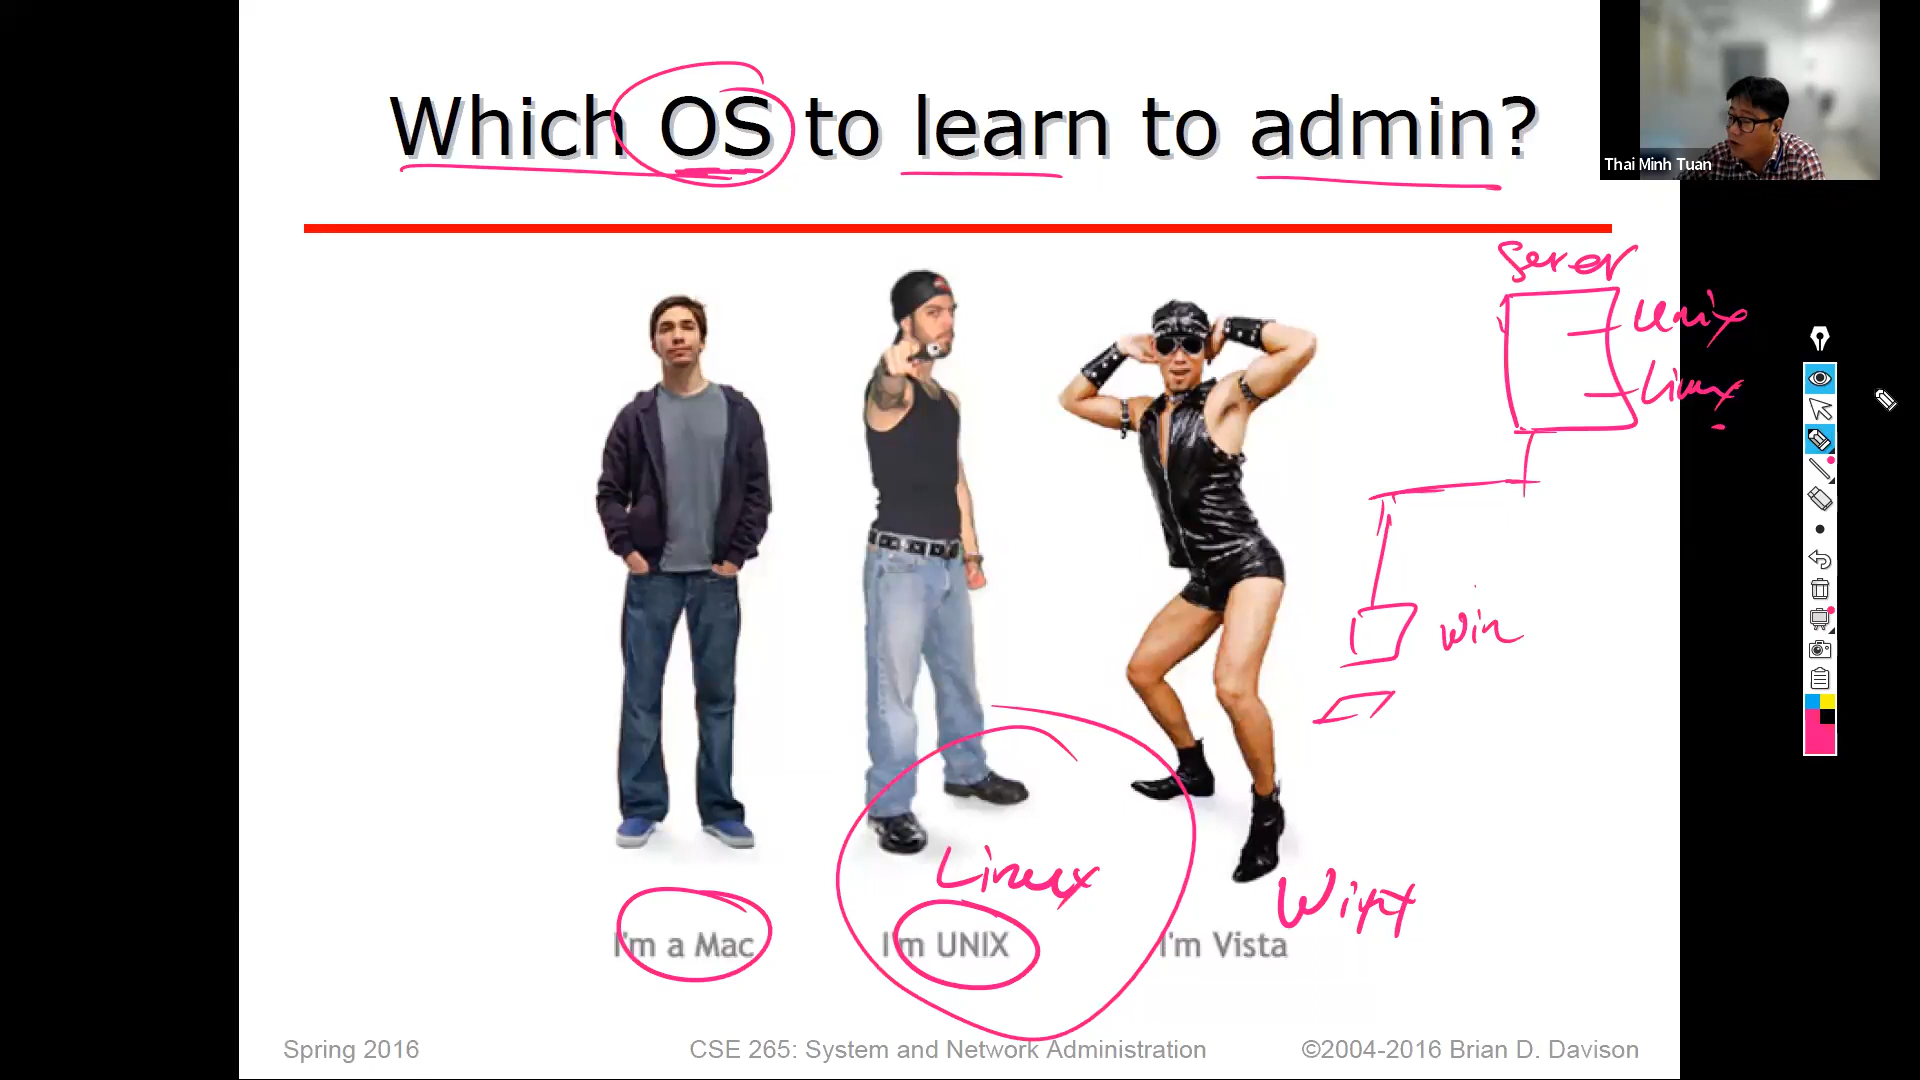 Which OS to learn to admin?
Thai Minh Tuan
Server
Unix
Linux
Win
Linux
I'm a Mac
I'm UNIX
I'm Vista
Spring 2016
CSE 265: System and Network Administration
©2004-2016 Brian D. Davison